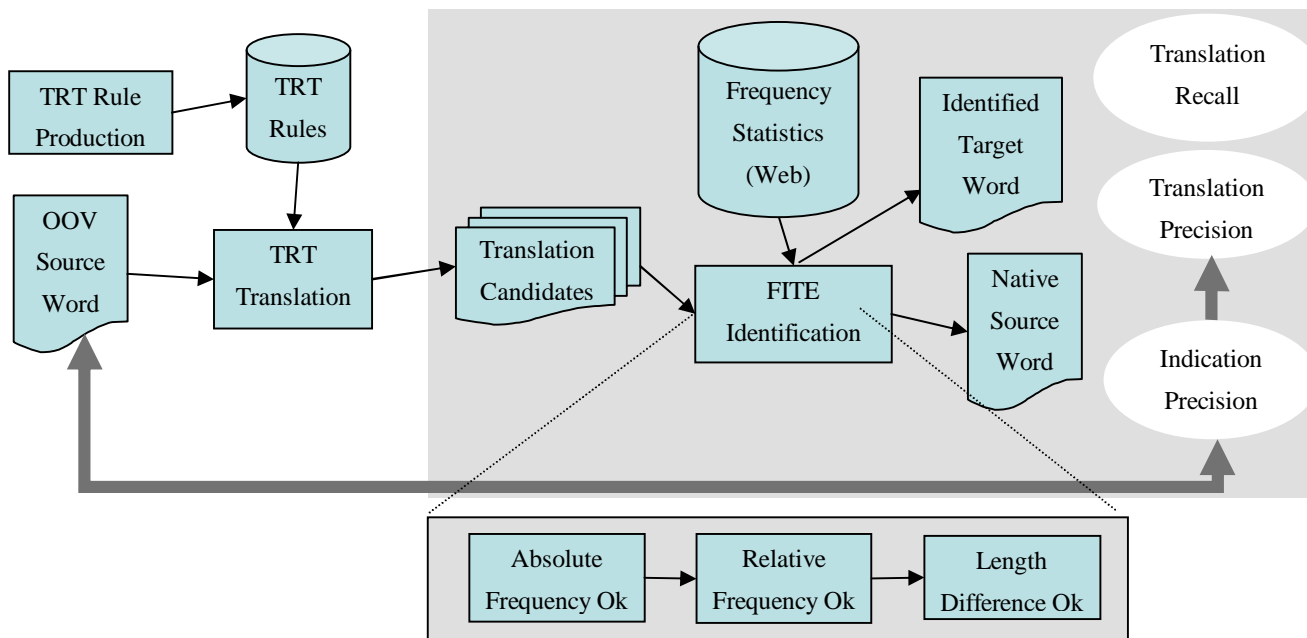 TRT Rule
Production
TRT
Rules
OOV
Source
Word
TRT
Translation
Translation
Candidates
Frequency
Statistics
(Web)
FITE
Identification
Identified
Target
Word
Native
Source
Word
Translation
Recall
Translation
Precision
Indication
Precision
Absolute
Frequency Ok
Relative
Frequency Ok
Length
Difference Ok